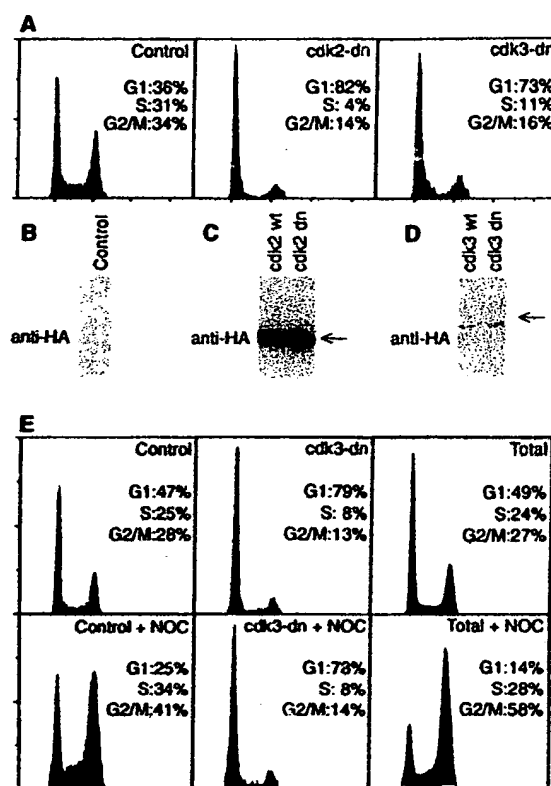 A
Control
G1:36%
S:31%
G2/M:34%
cdk2-dn
G1:82%
S: 4%
G2/M:14%
cdk3-dn
G1:73%
S:11%
G2/M:16%
B
Control
anti-HA
C
cdk2 wt
cdk2 dn
anti-HA
D
cdk3 wt
cdk3 dn
anti-HA
E
Control
G1:47%
S:25%
G2/M:28%
cdk3-dn
G1:79%
S: 8%
G2/M:13%
Total
G1:49%
S:24%
G2/M:27%
Control + NOC
G1:25%
S:34%
G2/M:41%
cdk3-dn + NOC
G1:73%
S: 8%
G2/M:14%
Total + NOC
G1:14%
S:28%
G2/M:58%